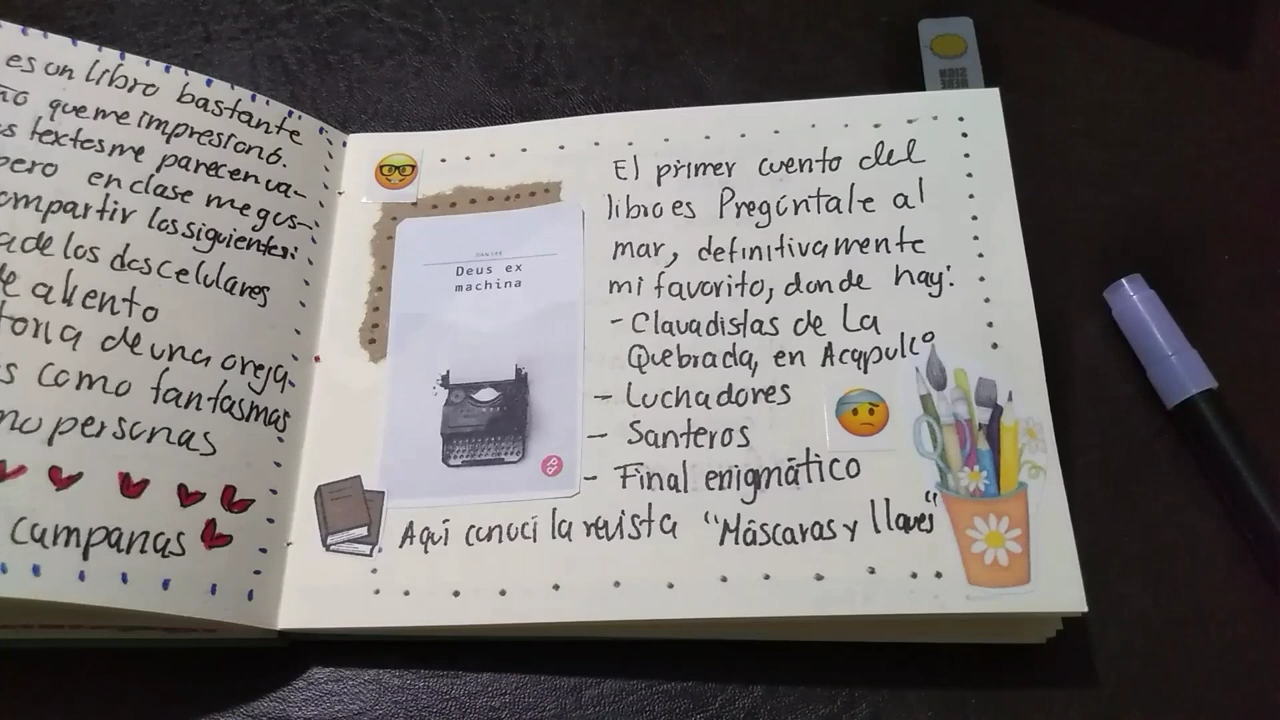 es un libro bastante
que me impresionó.
textos me parecen va-
pero en clase me gus-
compartir los siguientes:
de los dos celulares
de aliento
de una oreja
como fantasmas
personas
campanas
Deus ex
machina
El primer cuento del
libro es Pregúntale al
mar, definitivamente
mi favorito, donde hay:
- Clavadistas de La
Quebrada, en Acapulco
- Luchadores
- Santeros
- Final enigmático
Aquí conocí la revista "Máscaras y llaves"